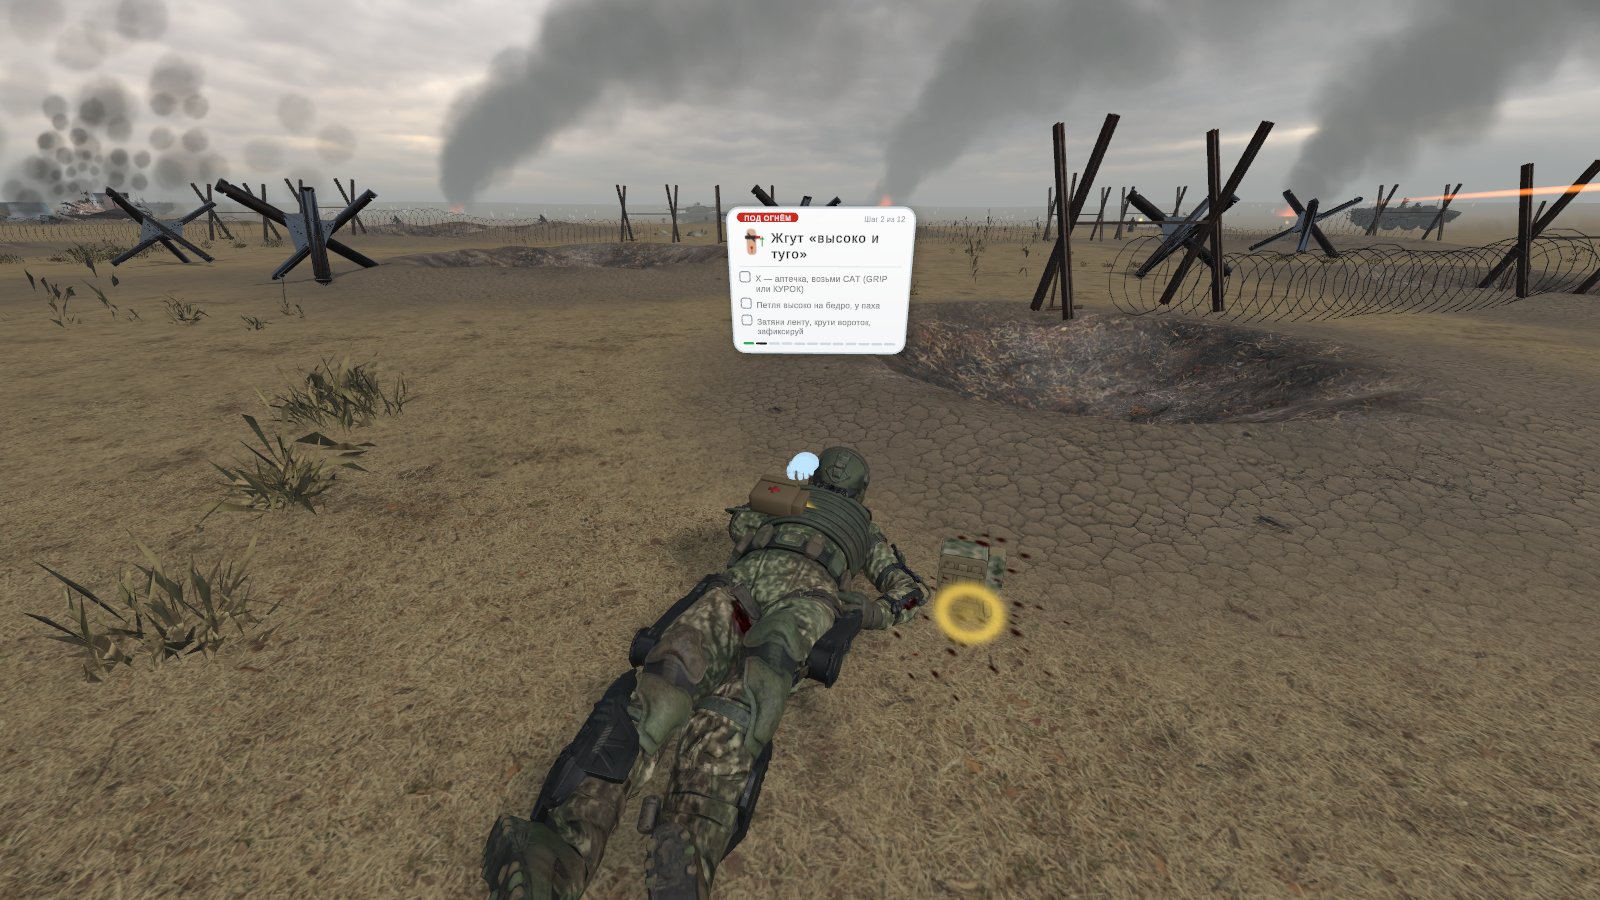 ПОД ОГНЁМ
Шаг 2 из 12
Жгут «высоко и
туго»
X — аптечка, возьми CAT (GRIP
или КУРОК)
Петля высоко на бедро, у паха
Затяни ленту, крути вороток,
зафиксируй